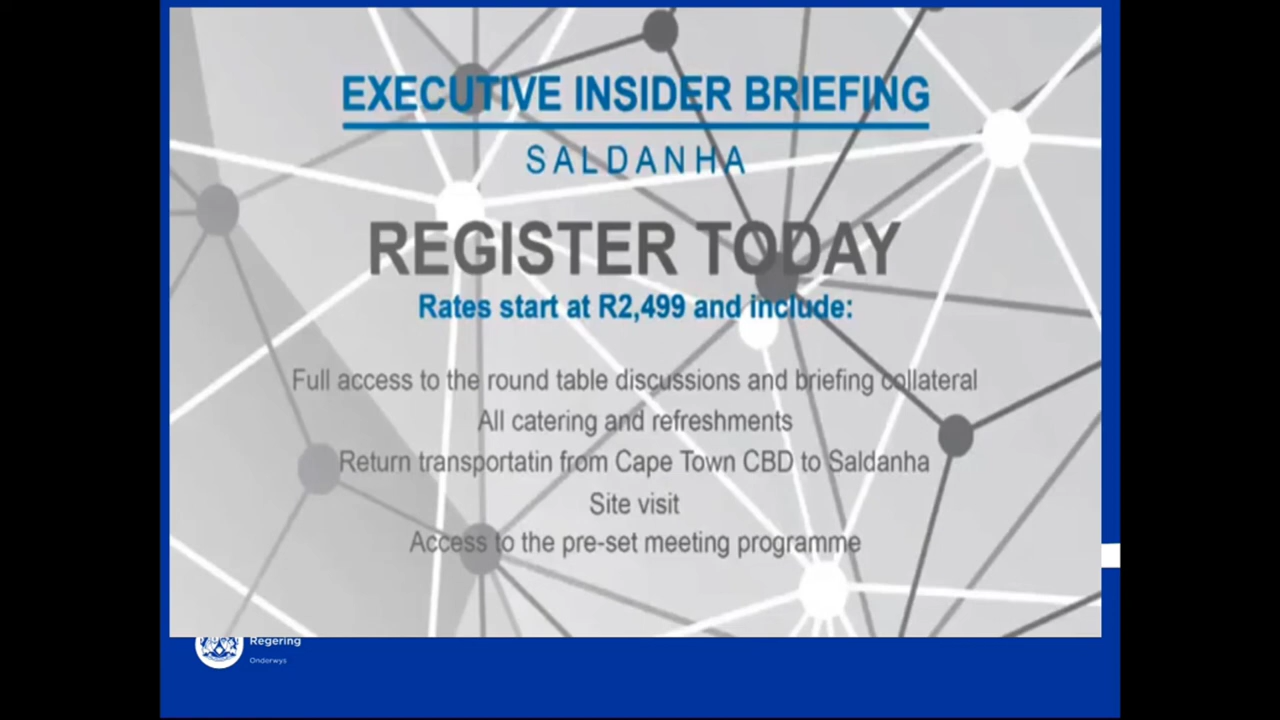 EXECUTIVE INSIDER BRIEFING
SALDANHA
REGISTER TODAY
Rates start at R2,499 and include:
Full access to the round table discussions and briefing collateral
All catering and refreshments
Return transportatin from Cape Town CBD to Saldanha
Site visit
Access to the pre-set meeting programme
Regering
Onderwys